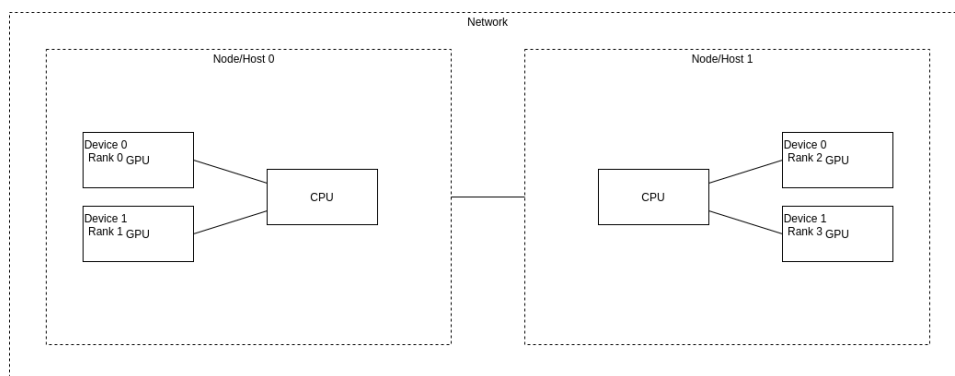 Network
Node/Host 0
Device 0
Rank 0 GPU
Device 1
Rank 1 GPU
CPU
Node/Host 1
CPU
Device 0
Rank 2 GPU
Device 1
Rank 3 GPU